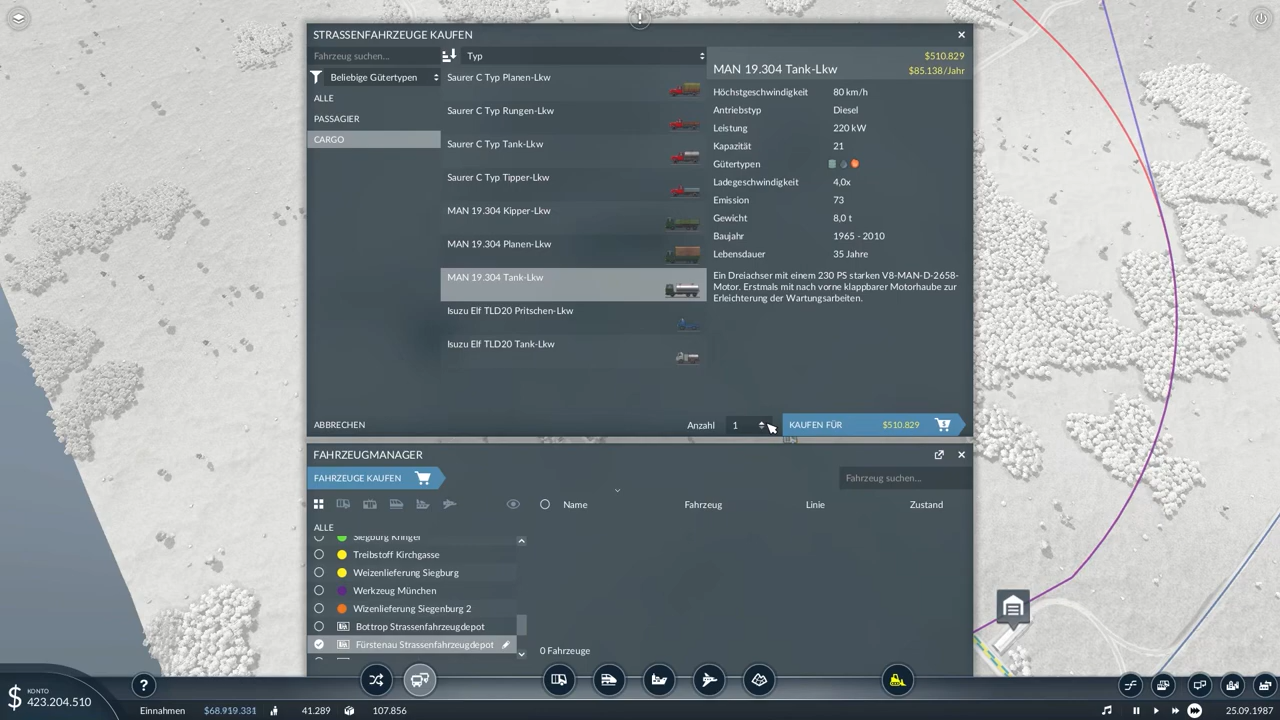 STRASSENFAHRZEUGE KAUFEN
Fahrzeug suchen...
Typ
Beliebige Gütertypen
ALLE
PASSAGIER
CARGO
Saurer C Typ Planen-Lkw
Saurer C Typ Rungen-Lkw
Saurer C Typ Tank-Lkw
Saurer C Typ Tipper-Lkw
MAN 19.304 Kipper-Lkw
MAN 19.304 Planen-Lkw
MAN 19.304 Tank-Lkw
Isuzu Elf TLD20 Pritschen-Lkw
Isuzu Elf TLD20 Tank-Lkw
$510.829
MAN 19.304 Tank-Lkw
$85.138/Jahr
Höchstgeschwindigkeit 80 km/h
Antriebstyp Diesel
Leistung 220 kW
Kapazität 21
Gütertypen
Ladegeschwindigkeit 4,0x
Emission 73
Gewicht 8,0 t
Baujahr 1965 - 2010
Lebensdauer 35 Jahre
Ein Dreiachser mit einem 230 PS starken V8-MAN-D-2658-
Motor. Erstmals mit nach vorne klappbarer Motorhaube zur
Erleichterung der Wartungsarbeiten.
ABBRECHEN
Anzahl 1
KAUFEN FÜR $510.829
FAHRZEUGMANAGER
FAHRZEUGE KAUFEN
Fahrzeug suchen...
Name Fahrzeug Linie Zustand
ALLE
Siegburg Kringel
Treibstoff Kirchgasse
Weizenlieferung Siegburg
Werkzeug München
Wizenlieferung Siegenburg 2
Bottrop Strassenfahrzeugdepot
Fürstenau Strassenfahrzeugdepot
0 Fahrzeuge
$ KONTO
423.204.510
?
Einnahmen $68.919.331 41.289 107.856
25.09.1987